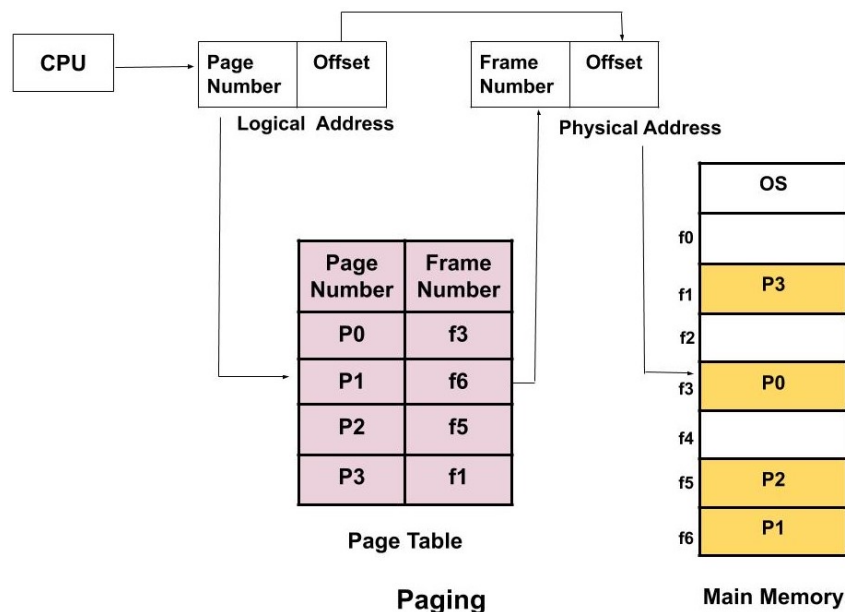 CPU
Page
Number
Offset
Logical Address
Frame
Number
Offset
Physical Address
Page
Number
Frame
Number
P0
f3
P1
f6
P2
f5
P3
f1
Page Table
OS
f0
f1
P3
f2
f3
P0
f4
f5
P2
f6
P1
Main Memory
Paging